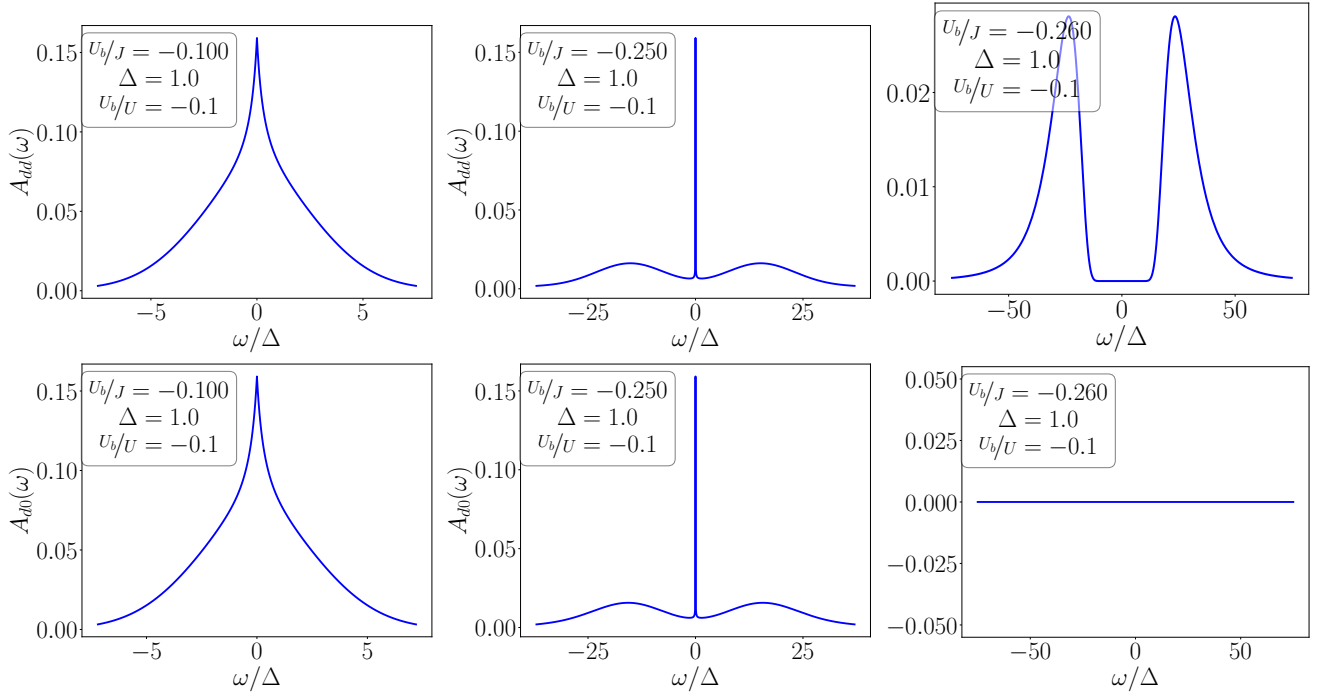 U_b/J = −0.100
Δ = 1.0
U_b/U = −0.1
A_dd(ω)
0.15
0.10
0.05
0.00
−5
0
5
ω/Δ
U_b/J = −0.250
Δ = 1.0
U_b/U = −0.1
A_dd(ω)
0.15
0.10
0.05
0.00
−25
0
25
ω/Δ
U_b/J = −0.260
Δ = 1.0
U_b/U = −0.1
0.02
0.01
0.00
−50
0
50
ω/Δ
U_b/J = −0.100
Δ = 1.0
U_b/U = −0.1
A_d0(ω)
0.15
0.10
0.05
0.00
−5
0
5
ω/Δ
U_b/J = −0.250
Δ = 1.0
U_b/U = −0.1
A_d0(ω)
0.15
0.10
0.05
0.00
−25
0
25
ω/Δ
U_b/J = −0.260
Δ = 1.0
U_b/U = −0.1
0.050
0.025
0.000
−0.025
−0.050
−50
0
50
ω/Δ